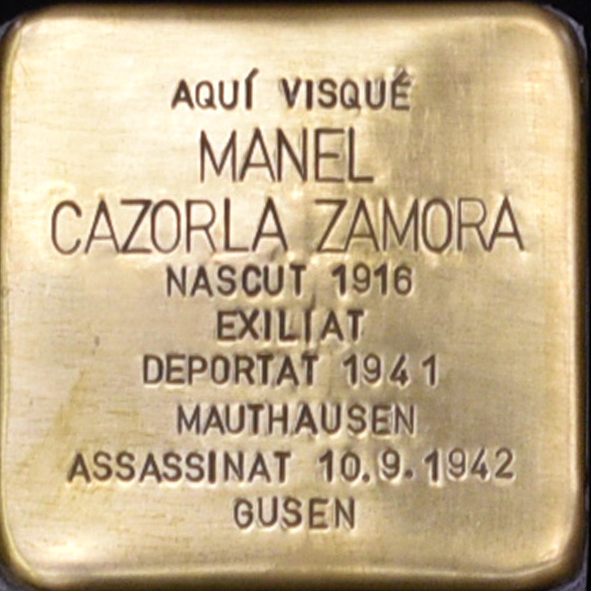 AQUÍ VISQUÉ
MANEL
CAZORLA ZAMORA
NASCUT 1916
EXILIAT
DEPORTAT 1941
MAUTHAUSEN
ASSASSINAT 10.9.1942
GUSEN